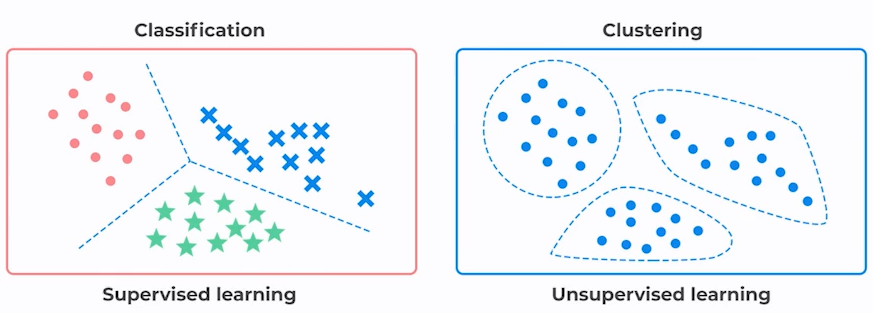 Classification
Clustering
Supervised learning
Unsupervised learning